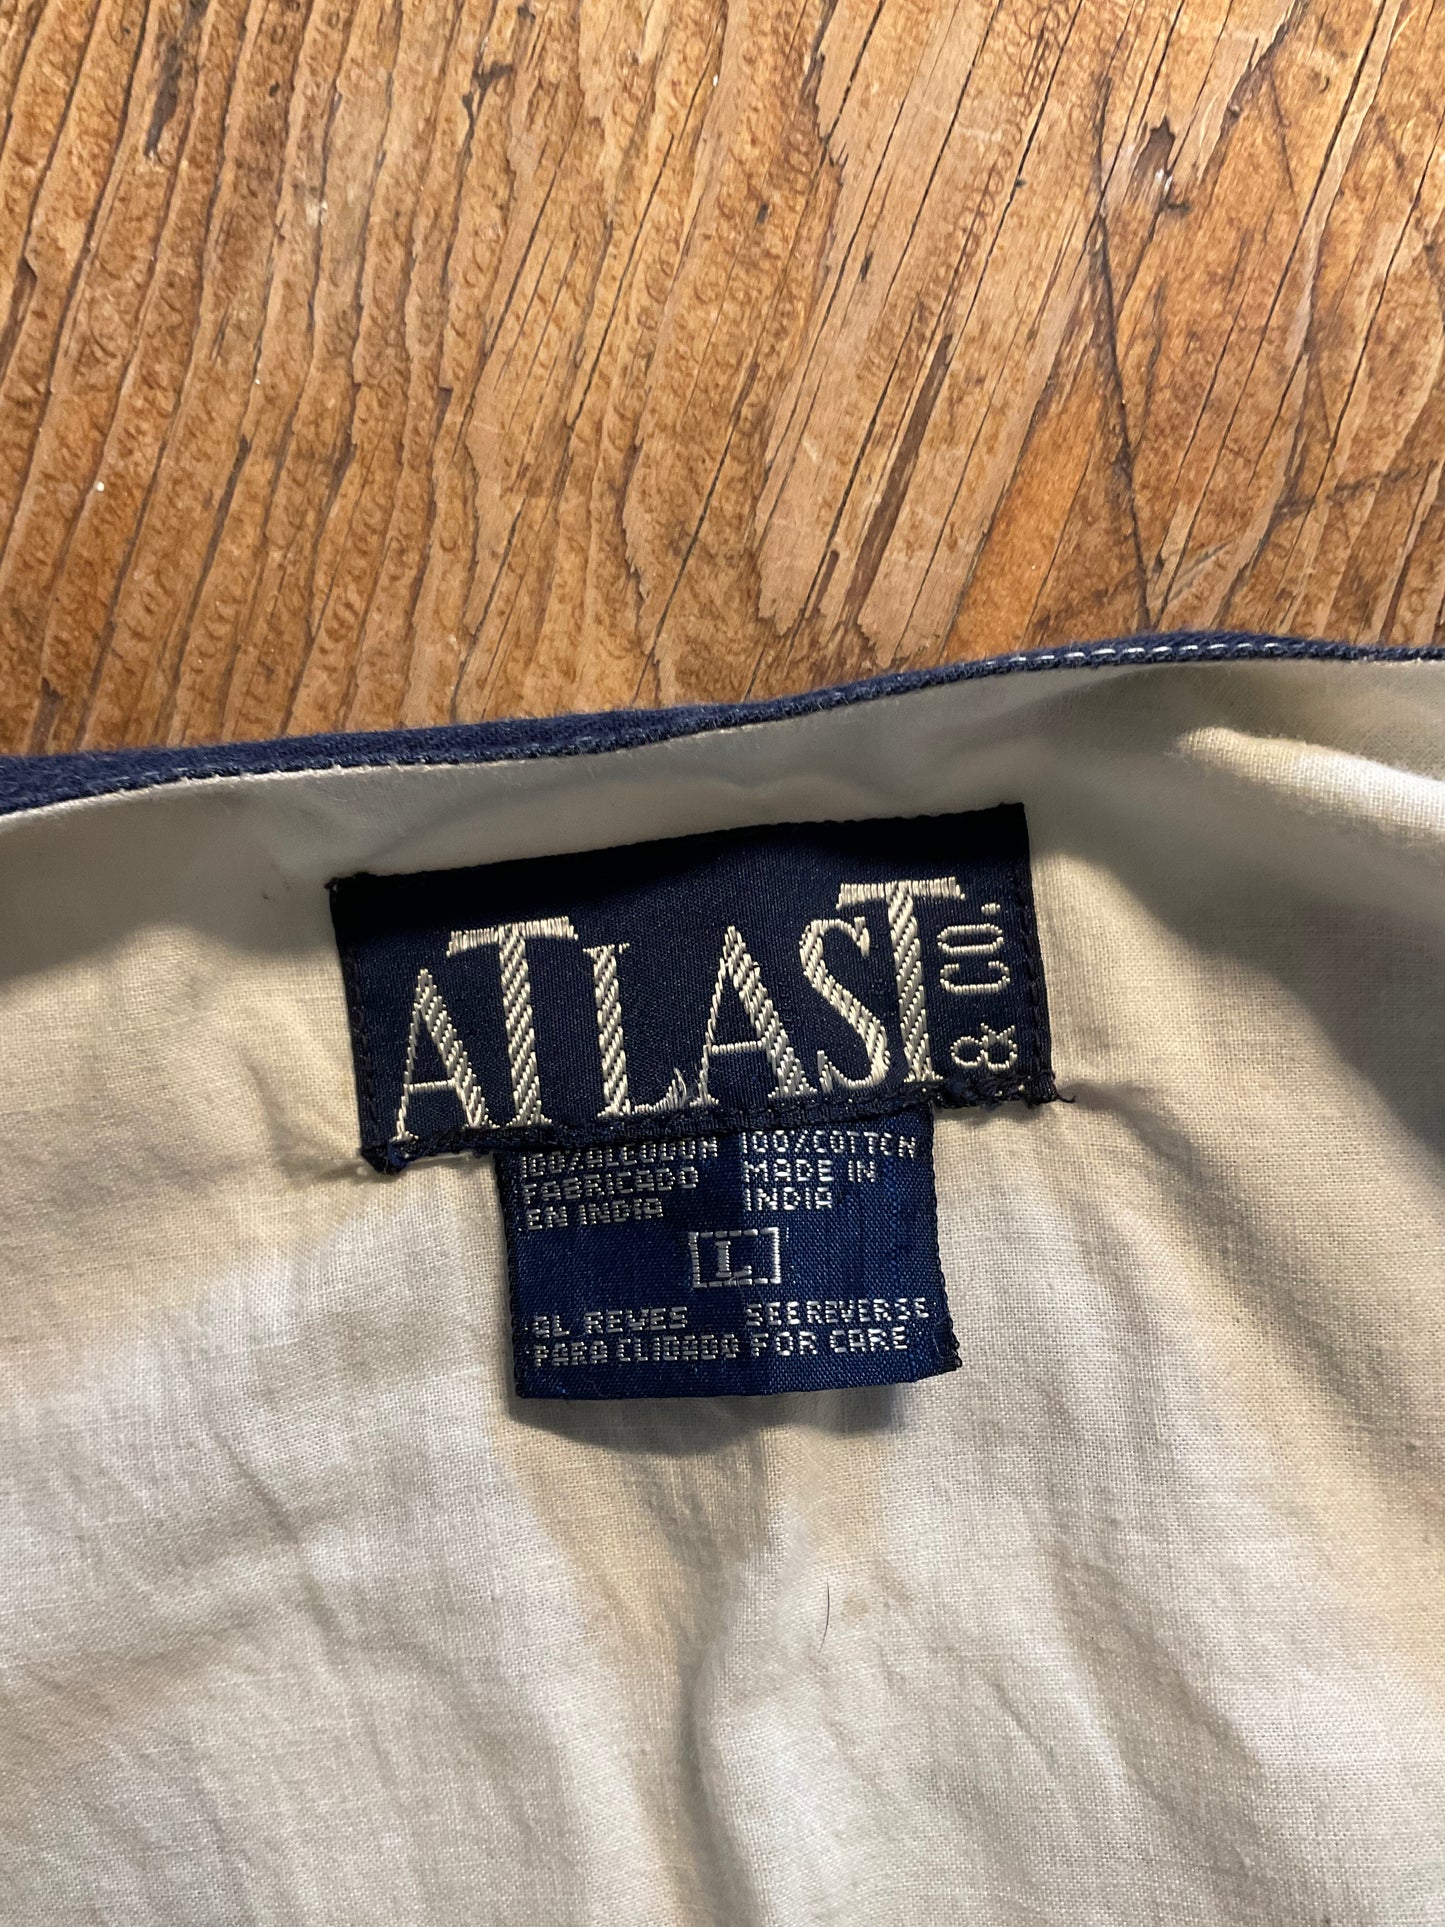 ATLAST
& CO.
100%ALGODON 100%COTTON
FABRICADO MADE IN
EN INDIA INDIA
L
AL REVES SEE REVERSE
PARA CUIDADO FOR CARE